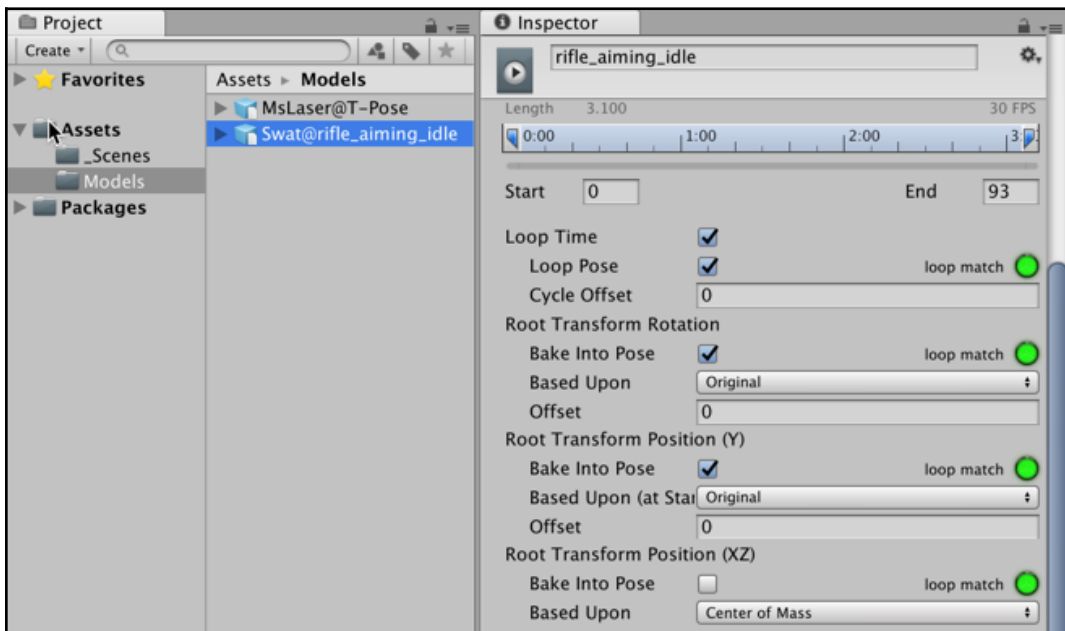 Project
Create
Favorites
Assets
_Scenes
Models
Packages
Assets ▸ Models
MsLaser@T-Pose
Swat@rifle_aiming_idle
Inspector
rifle_aiming_idle
Length 3.100 30 FPS
0:00 1:00 2:00 3:
Start 0 End 93
Loop Time
Loop Pose loop match
Cycle Offset 0
Root Transform Rotation
Bake Into Pose loop match
Based Upon Original
Offset 0
Root Transform Position (Y)
Bake Into Pose loop match
Based Upon (at Star Original
Offset 0
Root Transform Position (XZ)
Bake Into Pose loop match
Based Upon Center of Mass